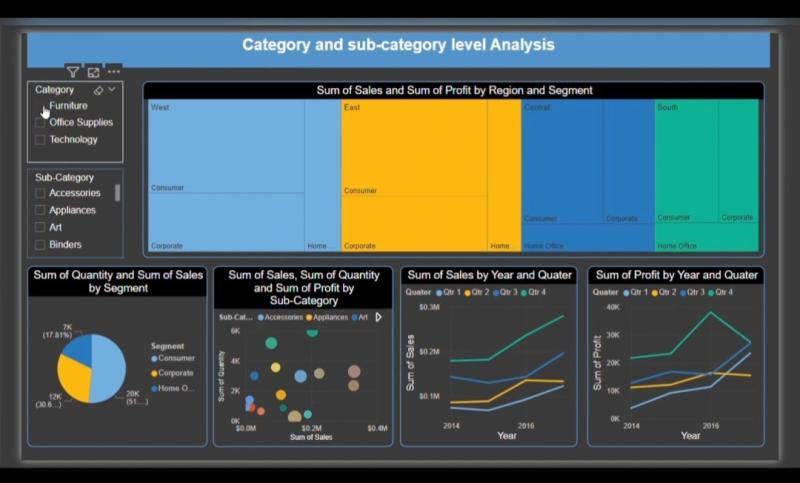 Category and sub-category level Analysis
Category
Furniture
Office Supplies
Technology
Sub-Category
Accessories
Appliances
Art
Binders
Sum of Sales and Sum of Profit by Region and Segment
West
East
Central
South
Consumer
Consumer
Consumer
Corporate
Consumer
Corporate
Corporate
Home ...
Corporate
Home ...
Home Office
Home Office
Sum of Quantity and Sum of Sales
by Segment
7K
(17.81%)
Segment
Consumer
Corporate
Home O...
12K
(30.6...)
20K
(51....)
Sum of Sales, Sum of Quantity
and Sum of Profit by
Sub-Category
Sub-Cat... Accessories Appliances Art
Sum of Quantity
6K
4K
2K
0K
$0.0M $0.2M $0.4M
Sum of Sales
Sum of Sales by Year and Quater
Quater Qtr 1 Qtr 2 Qtr 3 Qtr 4
Sum of Sales
$0.3M
$0.2M
$0.1M
2014 2016
Year
Sum of Profit by Year and Quater
Quater Qtr 1 Qtr 2 Qtr 3 Qtr 4
Sum of Profit
40K
30K
20K
10K
0K
2014 2016
Year